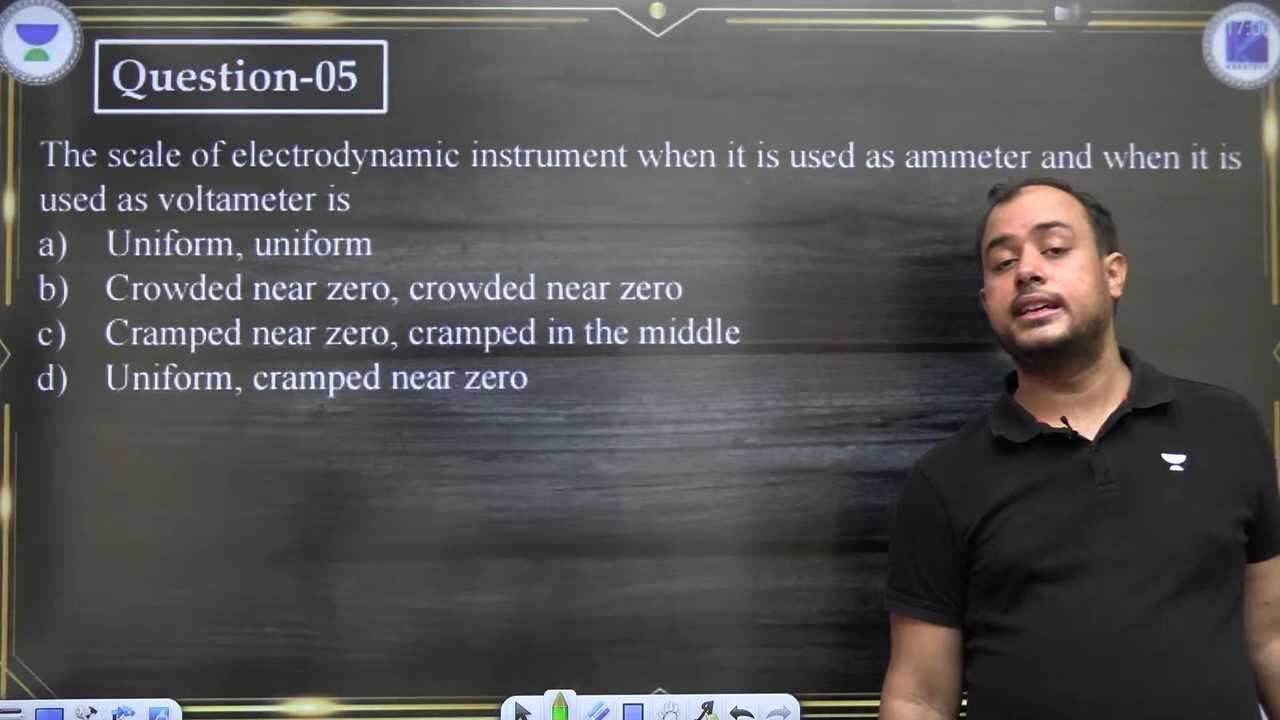 17:00
Question-05
The scale of electrodynamic instrument when it is used as ammeter and when it is
used as voltameter is
a) Uniform, uniform
b) Crowded near zero, crowded near zero
c) Cramped near zero, cramped in the middle
d) Uniform, cramped near zero